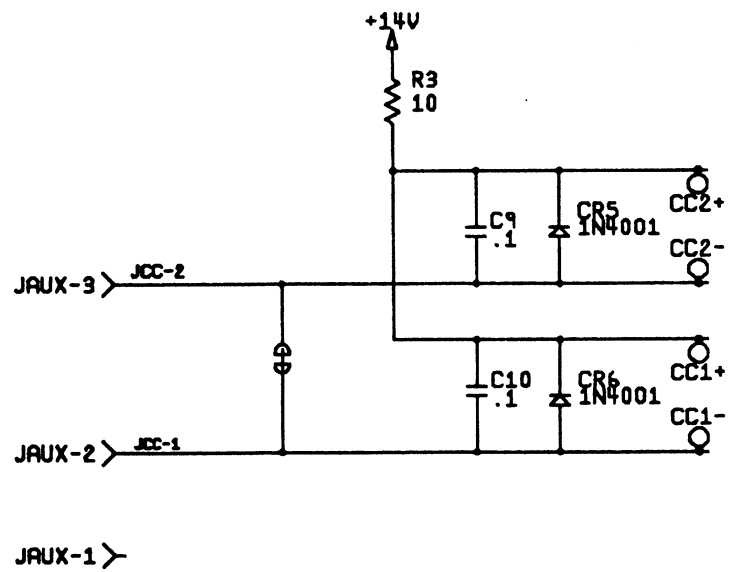 +14V
R3
10
CC2+
C9
.1
CR5
1N4001
CC2-
JAUX-3
JCC-2
CC1+
C10
.1
CR6
1N4001
CC1-
JAUX-2
JCC-1
JAUX-1